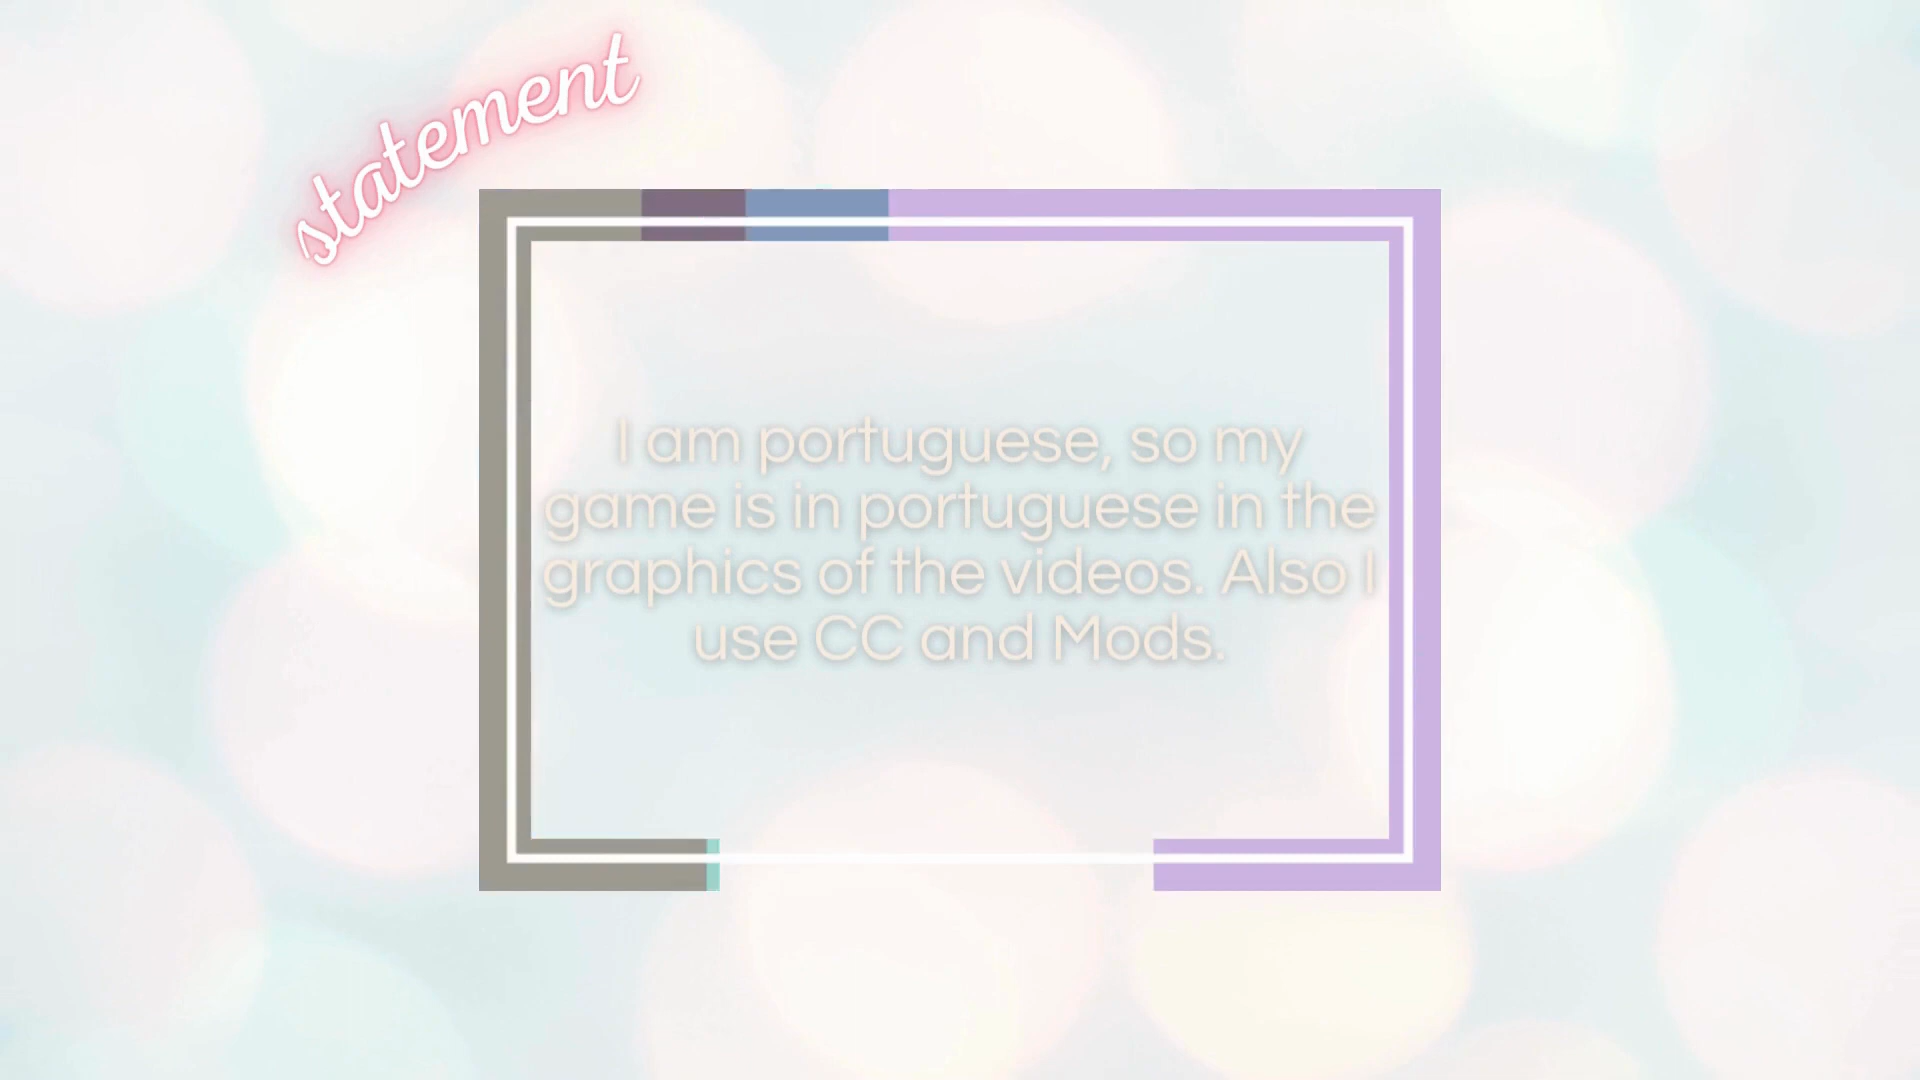 statement
I am portuguese, so my
game is in portuguese in the
graphics of the videos. Also I
use CC and Mods.